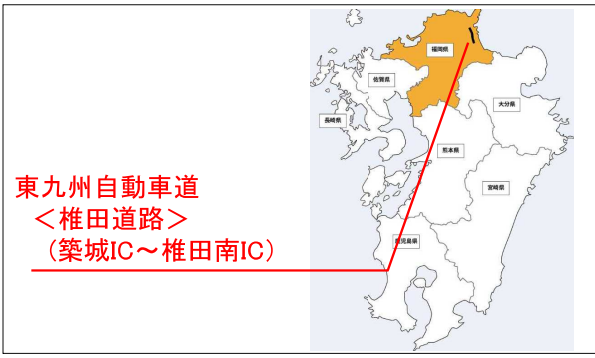 東九州自動車道
＜椎田道路＞
（築城IC～椎田南IC）
福岡県
佐賀県
長崎県
大分県
熊本県
宮崎県
鹿児島県